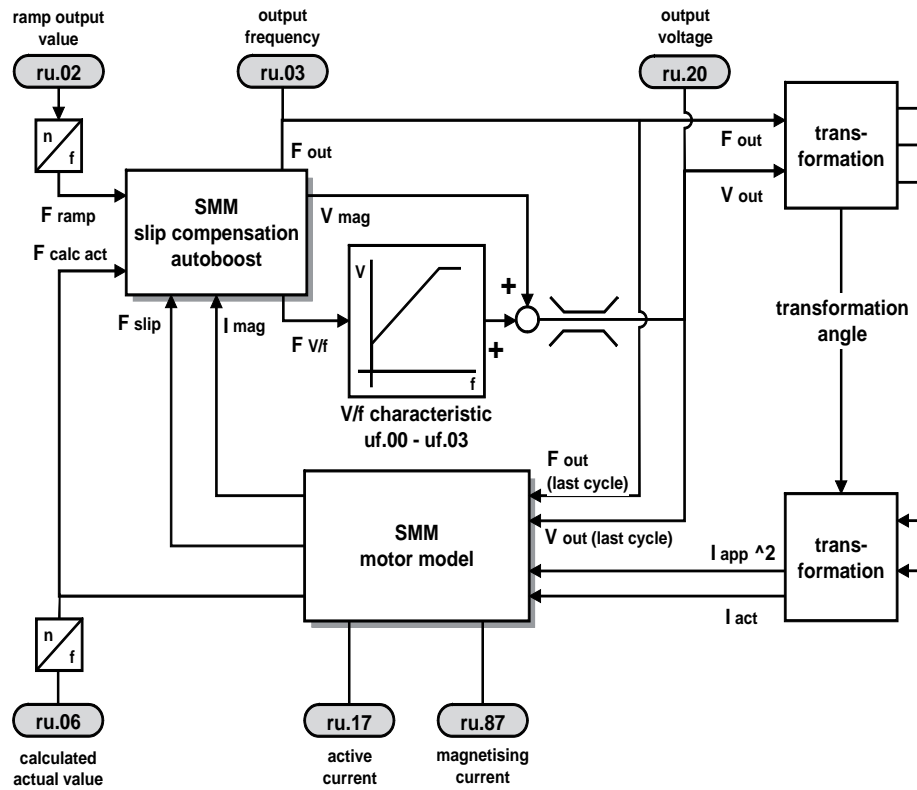 ramp output
value
ru.02
output
frequency
ru.03
output
voltage
ru.20
n
f
F ramp
F calc act
SMM
slip compensation
autoboost
F out
V mag
F slip
I mag
F V/f
V
f
V/f characteristic
uf.00 - uf.03
+
+
F out
V out
trans-
formation
transformation
angle
F out
(last cycle)
V out (last cycle)
SMM
motor model
I app ^2
I act
trans-
formation
n
f
ru.06
calculated
actual value
ru.17
active
current
ru.87
magnetising
current